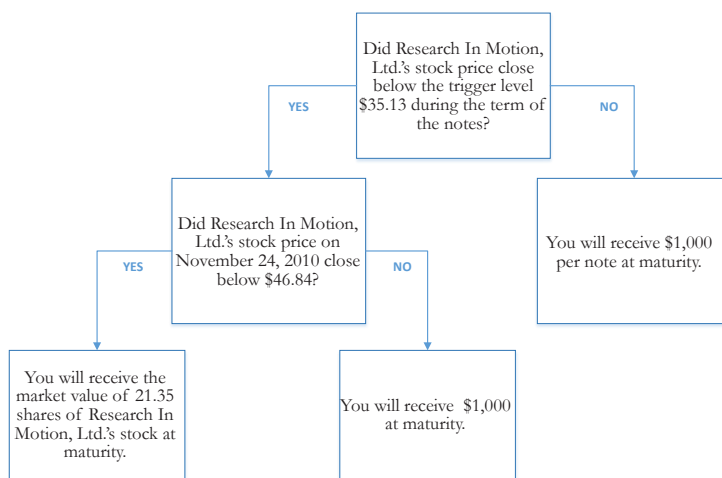 Did Research In Motion,
Ltd.'s stock price close
below the trigger level
$35.13 during the term of
the notes?
YES
NO
Did Research In Motion,
Ltd.'s stock price on
November 24, 2010 close
below $46.84?
You will receive $1,000
per note at maturity.
YES
NO
You will receive the
market value of 21.35
shares of Research In
Motion, Ltd.'s stock at
maturity.
You will receive $1,000
at maturity.